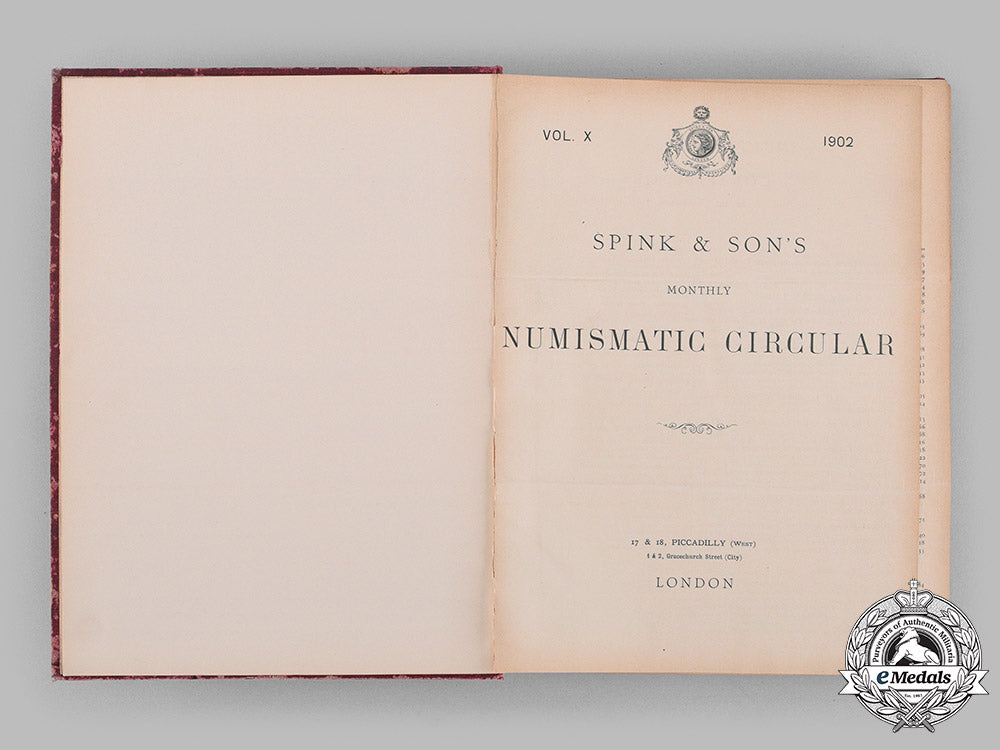 VOL. X
1902
SPINK & SON'S
MONTHLY
NUMISMATIC CIRCULAR
17 & 18, PICCADILLY (West)
1 & 2, Gracechurch Street (City)
LONDON
Purveyors of Authentic Militaria
eMedals